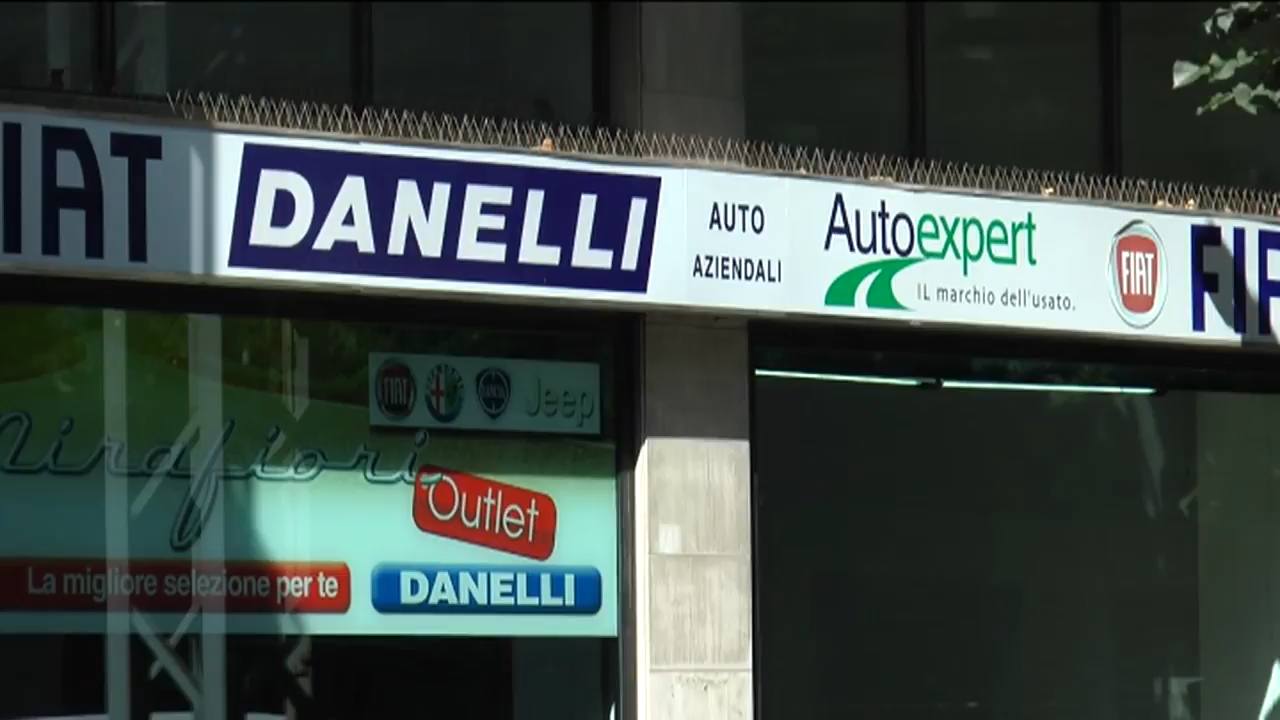 IAT
DANELLI
AUTO
AZIENDALI
Autoexpert
IL marchio dell'usato.
FIAT
FIA
FIAT
Jeep
Mirafiori
Outlet
La migliore selezione per te
DANELLI